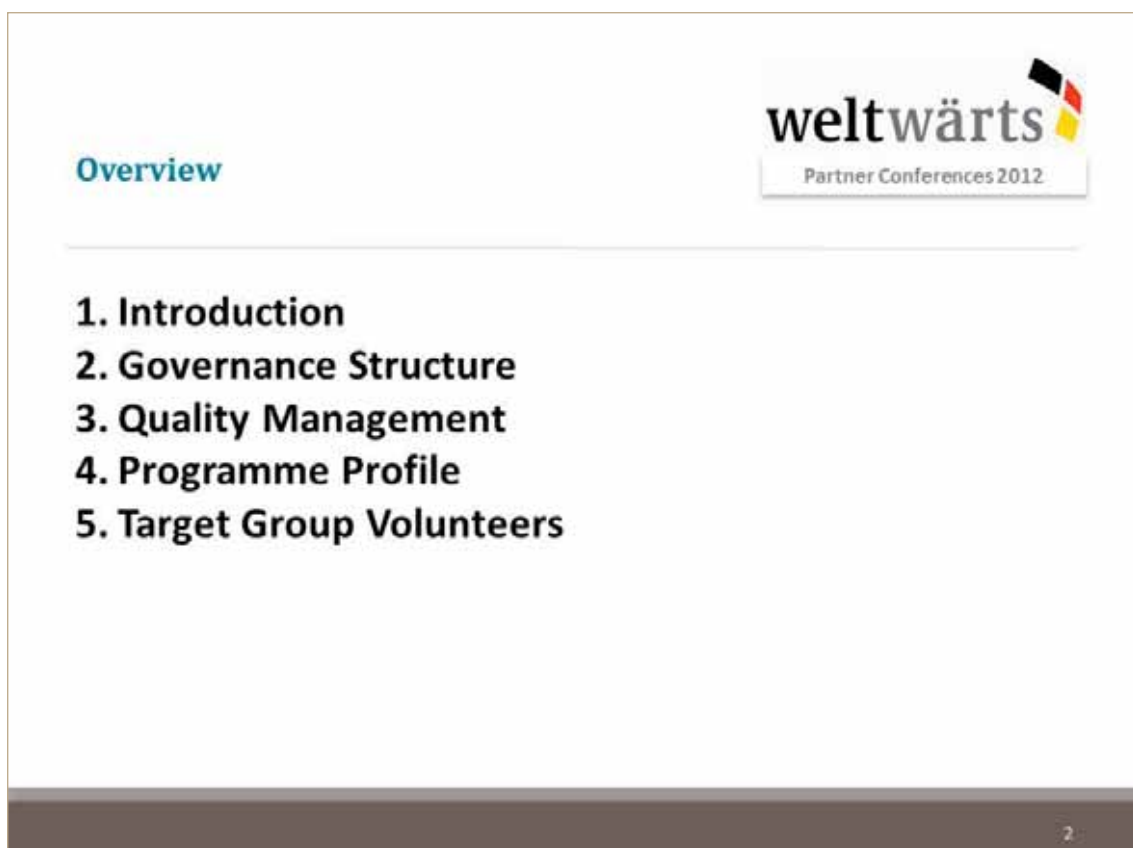 weltwärts
Partner Conferences 2012
Overview
1. Introduction
2. Governance Structure
3. Quality Management
4. Programme Profile
5. Target Group Volunteers
2